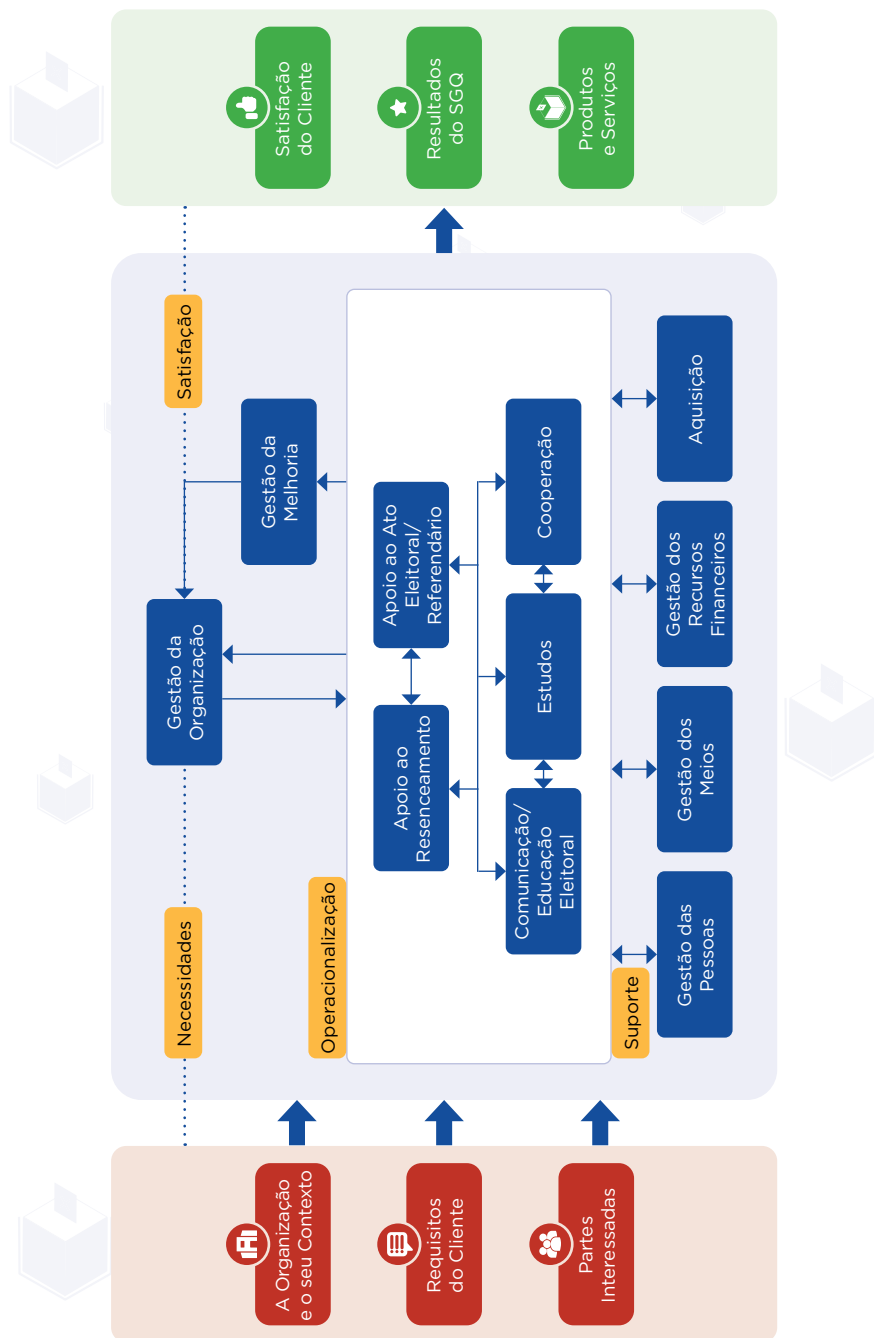 A Organização
e o seu Contexto
Requisitos
do Cliente
Partes
Interessadas
Necessidades
Gestão da
Organização
Satisfação
Gestão da
Melhoria
Operacionalização
Apoio ao
Resenceamento
Apoio ao Ato
Eleitoral/
Referendário
Comunicação/
Educação
Eleitoral
Estudos
Cooperação
Suporte
Gestão das
Pessoas
Gestão dos
Meios
Gestão dos
Recursos
Financeiros
Aquisição
Satisfação
do Cliente
Resultados
do SGQ
Produtos
e Serviços